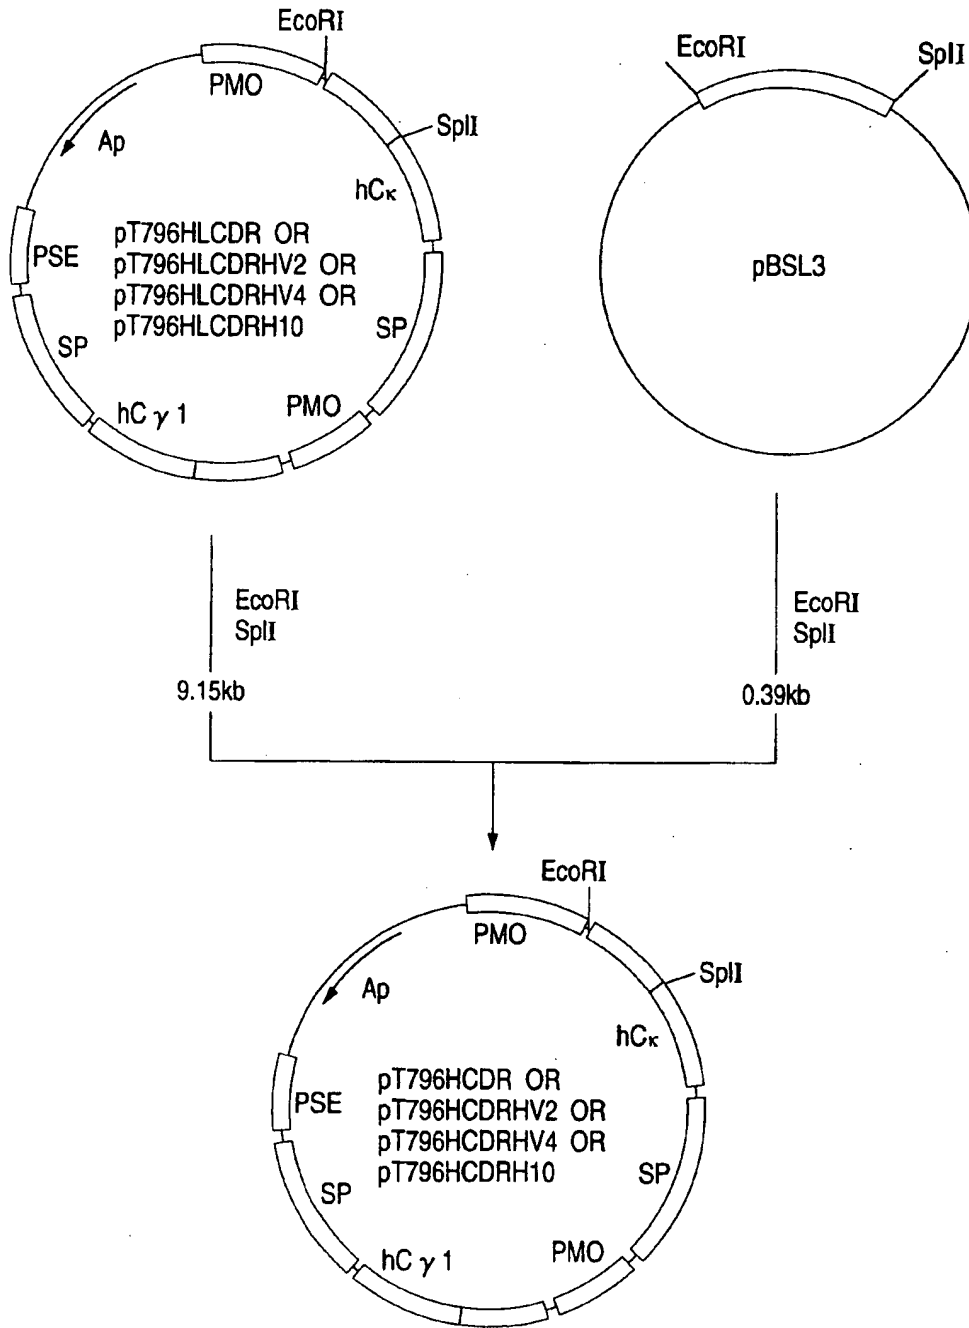 EcoRI
PMO
SplI
Ap
hCκ
PSE
pT796HLCDR OR
pT796HLCDRHV2 OR
pT796HLCDRHV4 OR
pT796HLCDRH10
SP
SP
hC γ 1
PMO
EcoRI
SplI
pBSL3
EcoRI
SplI
9.15kb
EcoRI
SplI
0.39kb
EcoRI
PMO
SplI
Ap
hCκ
PSE
pT796HCDR OR
pT796HCDRHV2 OR
pT796HCDRHV4 OR
pT796HCDRH10
SP
SP
hC γ 1
PMO